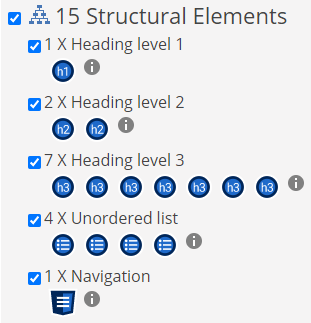 15 Structural Elements
1 X Heading level 1
h1 i
2 X Heading level 2
h2 h2 i
7 X Heading level 3
h3 h3 h3 h3 h3 h3 h3 i
4 X Unordered list
i
1 X Navigation
i